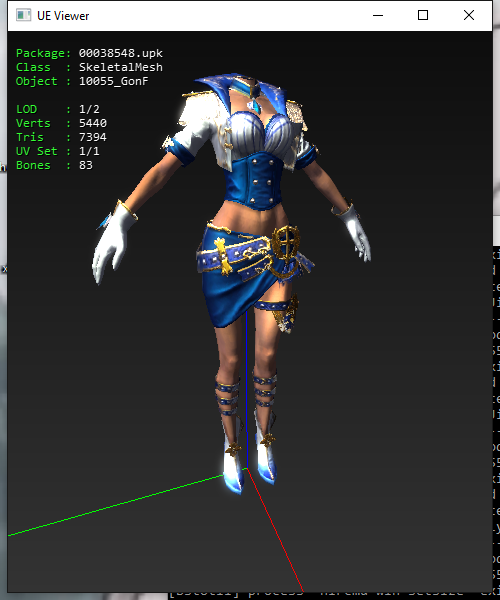 UE Viewer
Package: 00038548.upk
Class : SkeletalMesh
Object : 10055_GonF
LOD : 1/2
Verts : 5440
Tris : 7394
UV Set : 1/1
Bones : 83